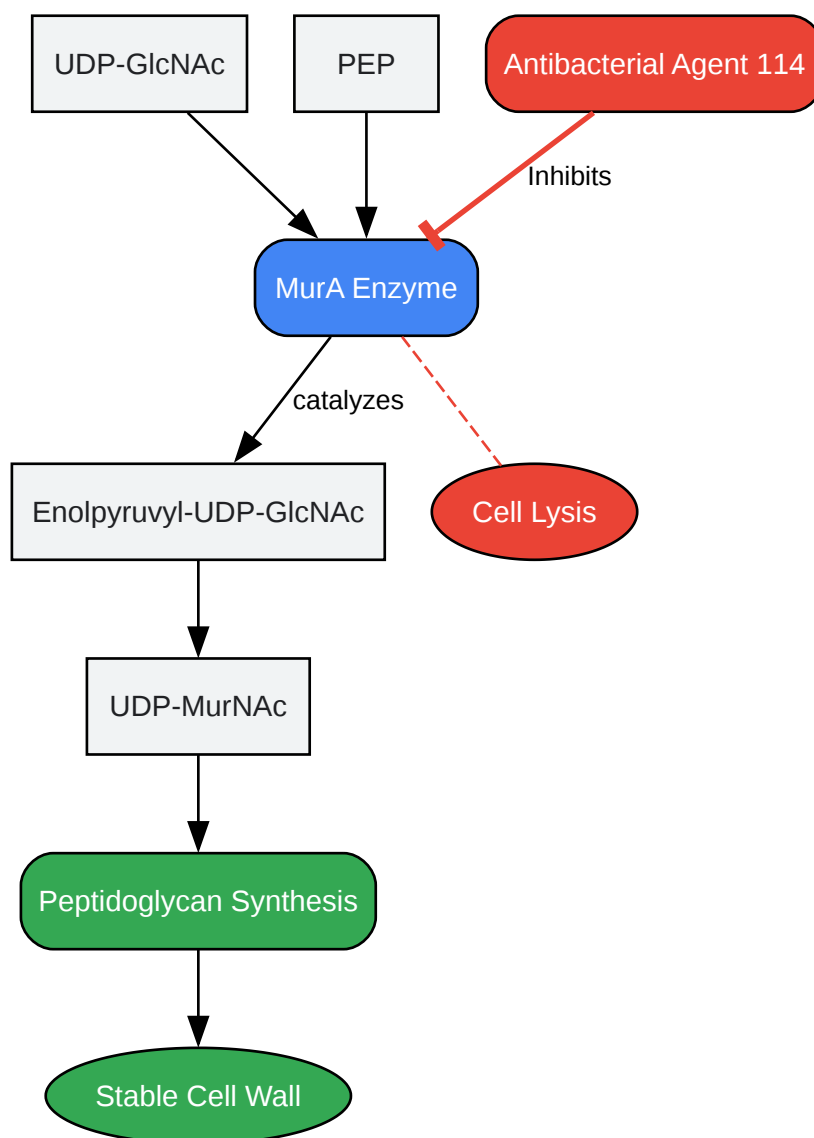 UDP-GlcNAc
PEP
Antibacterial Agent 114
Inhibits
MurA Enzyme
catalyzes
Enolpyruvyl-UDP-GlcNAc
Cell Lysis
UDP-MurNAc
Peptidoglycan Synthesis
Stable Cell Wall